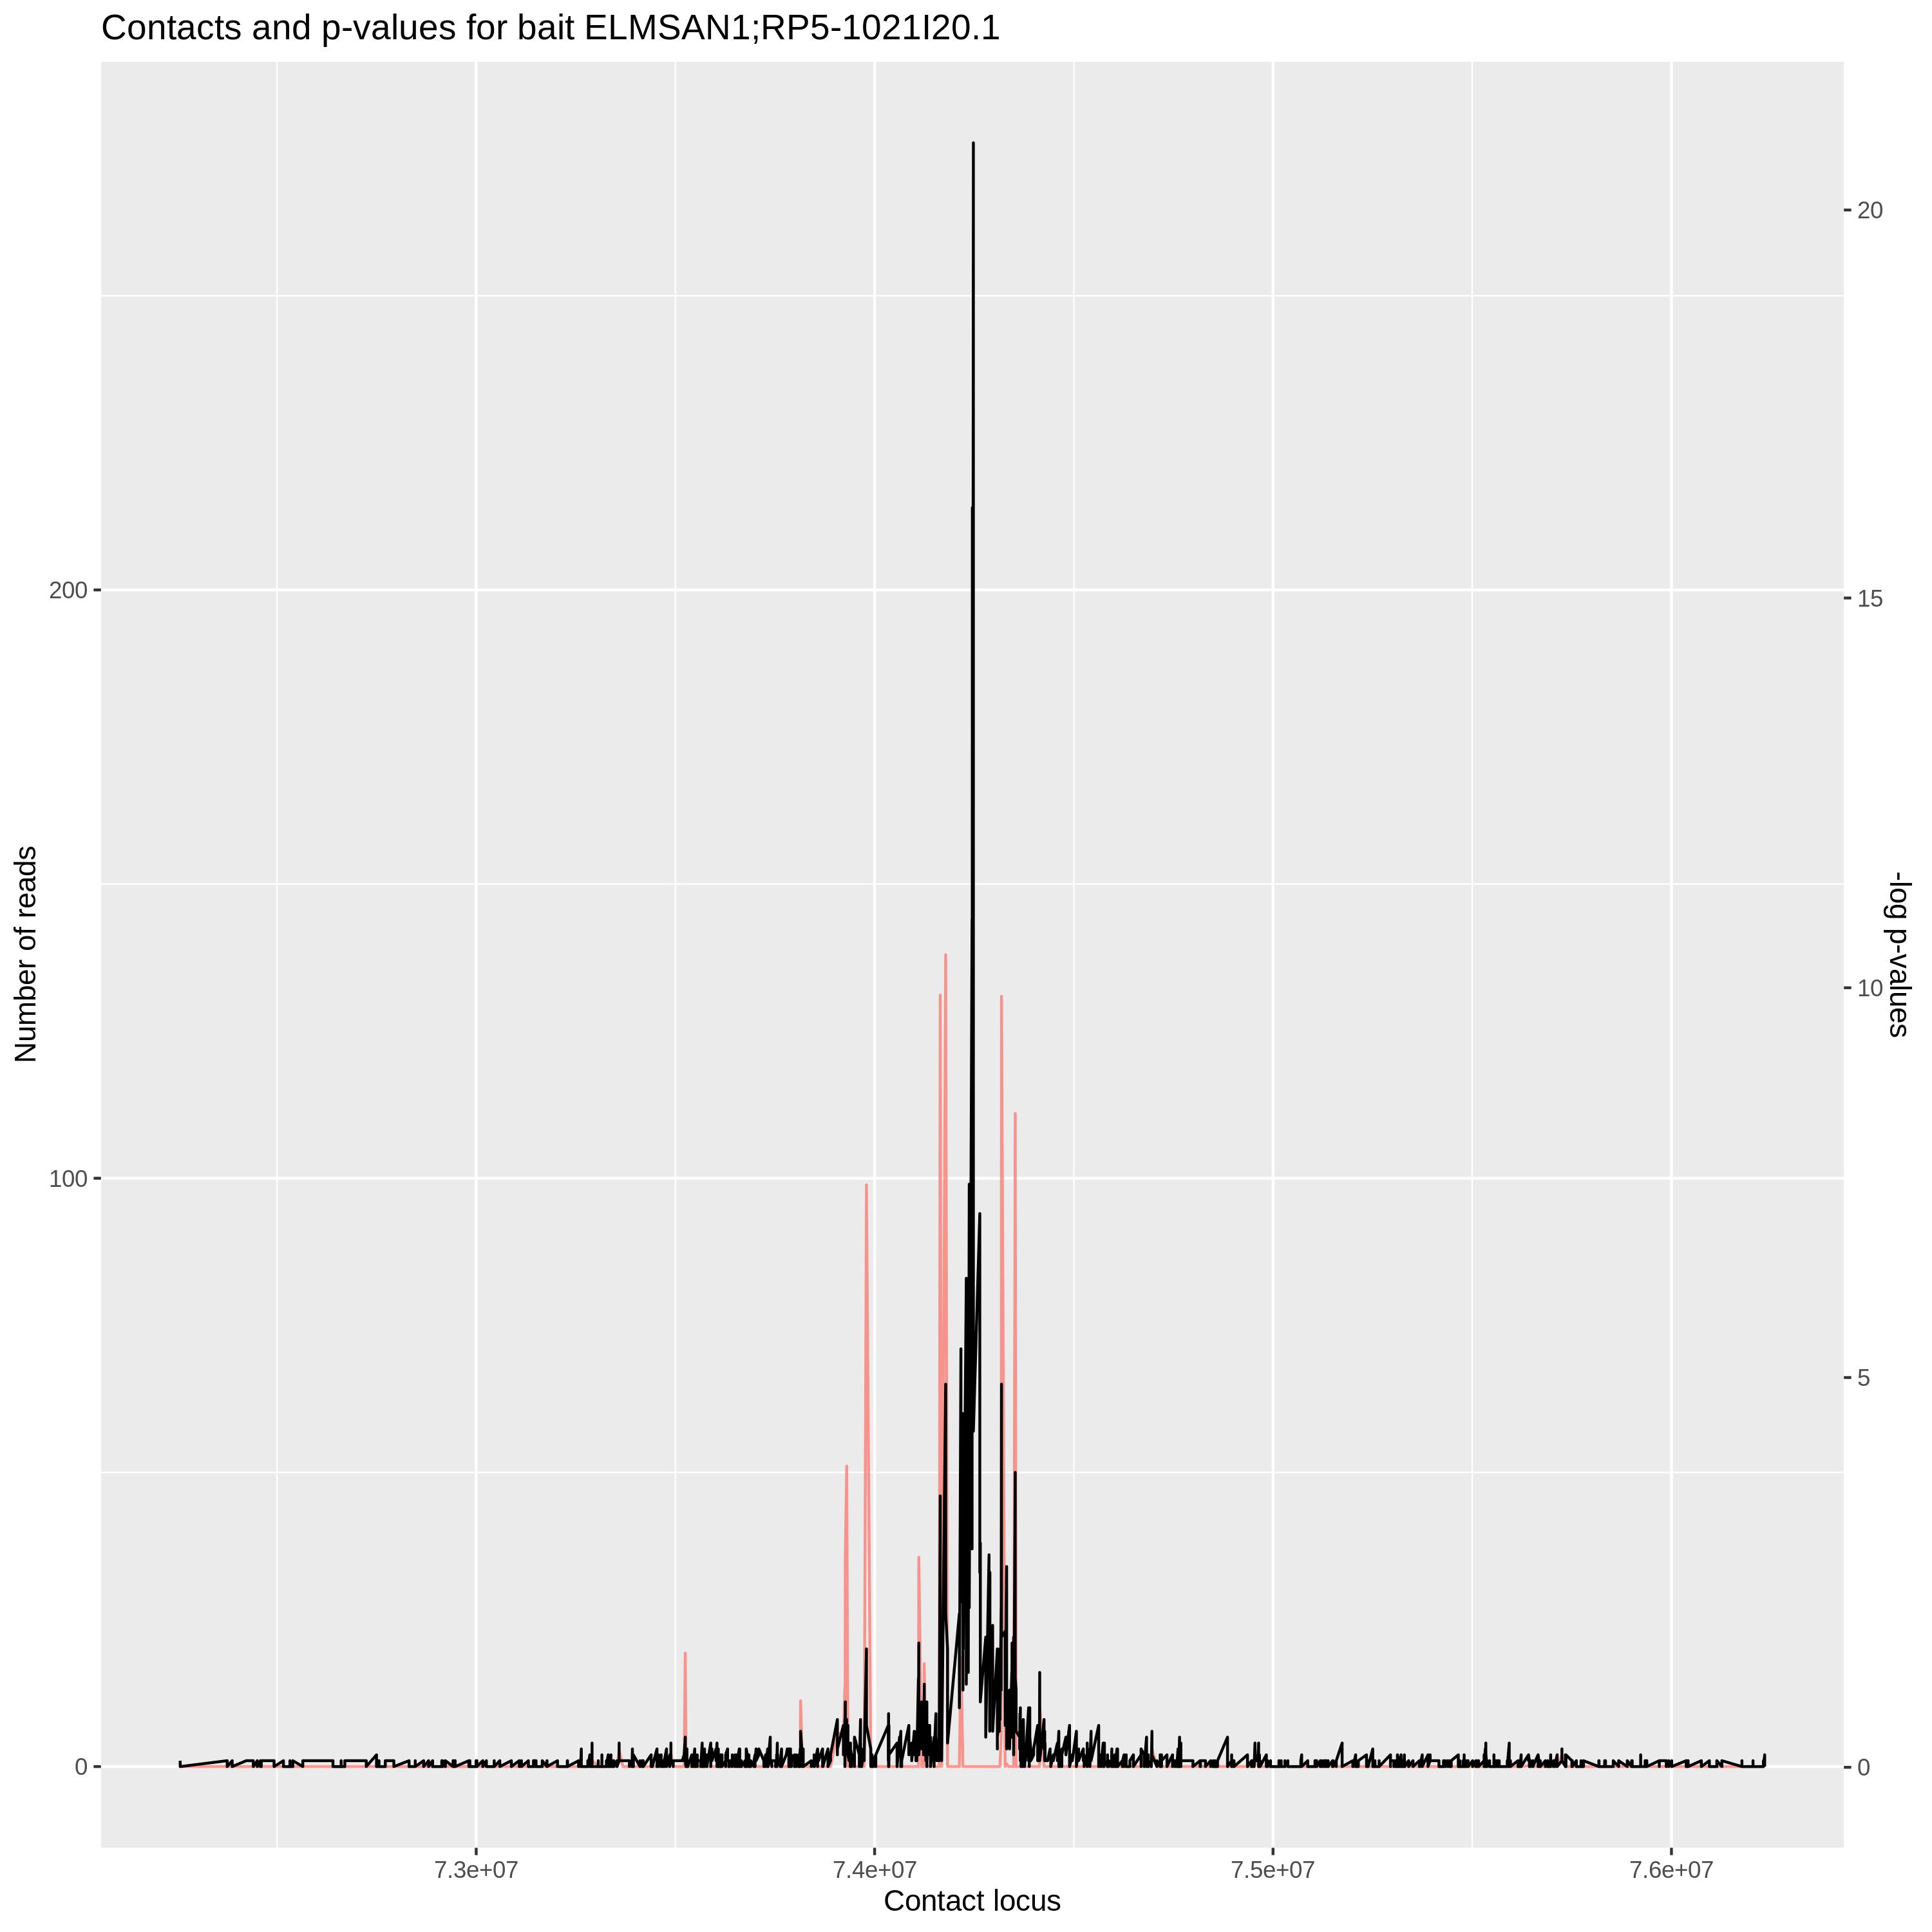 Contacts and p-values for bait ELMSAN1;RP5-1021I20.1
Number of reads
200
100
0
20
15
10
5
0
-log p-values
7.3e+07 7.4e+07 7.5e+07 7.6e+07
Contact locus